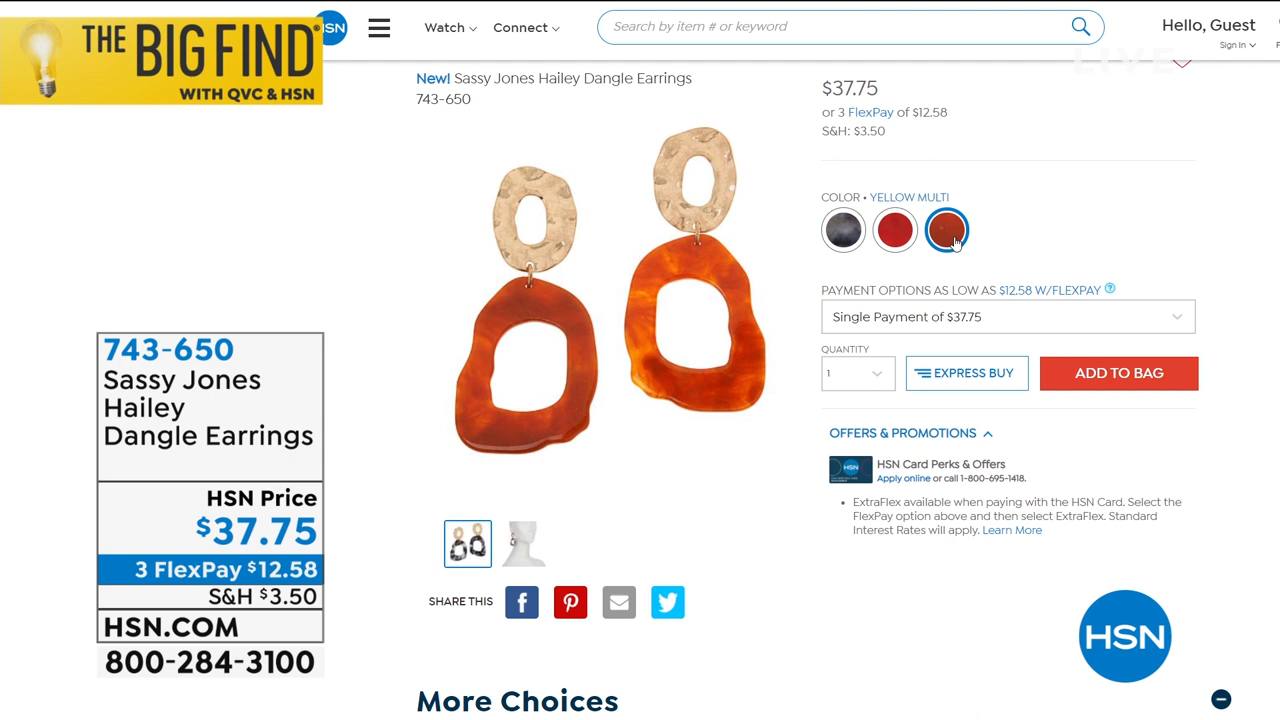 THE BIG FIND®
WITH QVC & HSN
HSN
Watch
Connect
Search by item # or keyword
Hello, Guest
Sign In
LIVE
New! Sassy Jones Hailey Dangle Earrings
743-650
$37.75
or 3 FlexPay of $12.58
S&H: $3.50
COLOR • YELLOW MULTI
PAYMENT OPTIONS AS LOW AS $12.58 W/FLEXPAY ?
Single Payment of $37.75
QUANTITY
1
EXPRESS BUY
ADD TO BAG
OFFERS & PROMOTIONS
HSN
HSN Card Perks & Offers
Apply online or call 1-800-695-1418.
• ExtraFlex available when paying with the HSN Card. Select the
FlexPay option above and then select ExtraFlex. Standard
Interest Rates will apply. Learn More
SHARE THIS
743-650
Sassy Jones
Hailey
Dangle Earrings
HSN Price
$37.75
3 FlexPay $12.58
S&H $3.50
HSN.COM
800-284-3100
HSN
More Choices